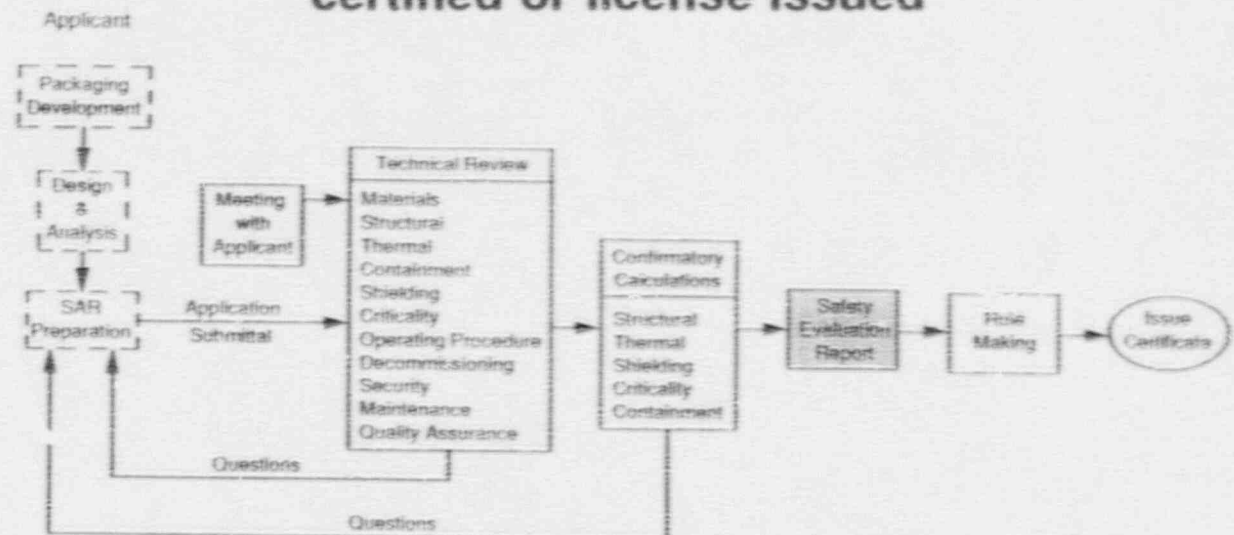 certified or license issued
Applicant
Packaging
Development
Design
&
Analysis
SAR
Preparation
Meeting
with
Applicant
Application
Submittal
Technical Review
Materials
Structural
Thermal
Containment
Shielding
Criticality
Operating Procedure
Decommissioning
Security
Maintenance
Quality Assurance
Confirmatory
Calculations
Structural
Thermal
Shielding
Criticality
Containment
Safety
Evaluation
Report
Rule
Making
Issue
Certificate
Questions
Questions